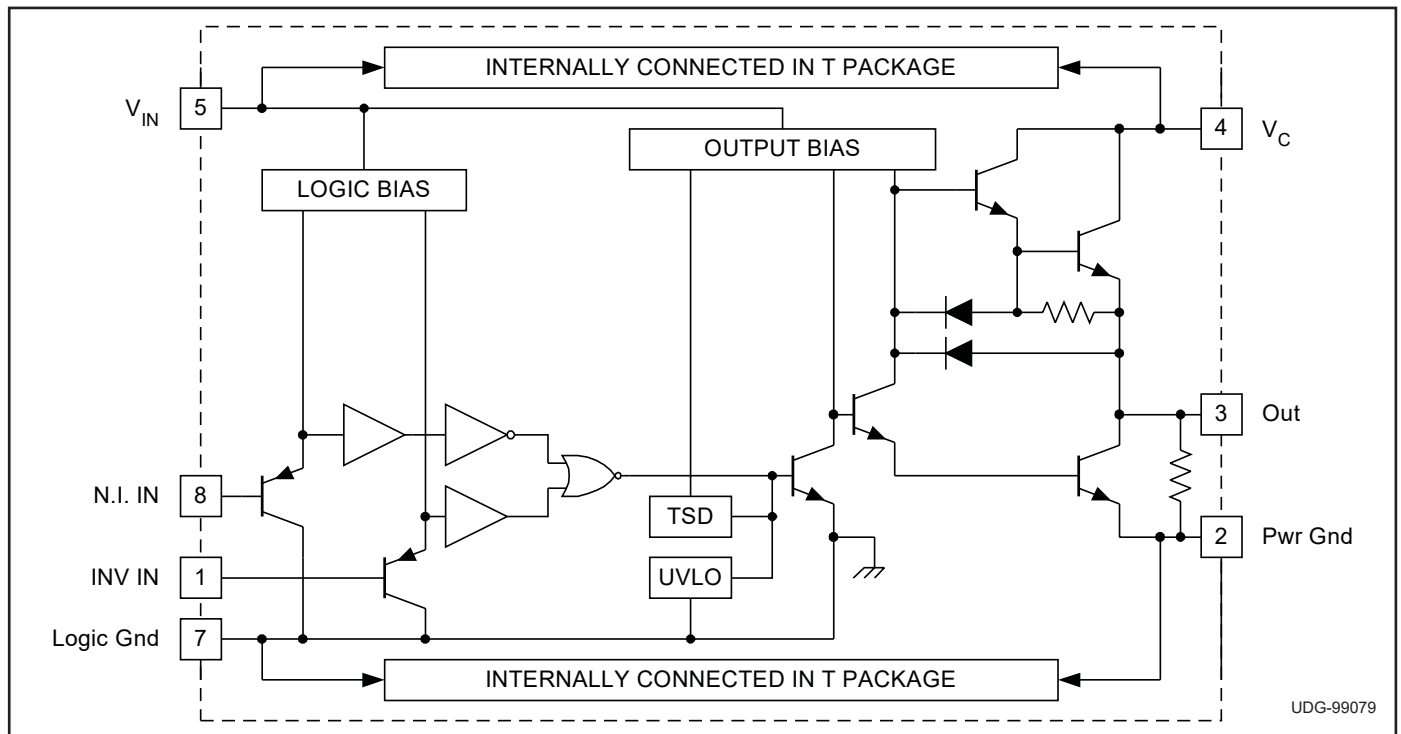 INTERNALLY CONNECTED IN T PACKAGE
V_IN 5
4 V_C
OUTPUT BIAS
LOGIC BIAS
3 Out
N.I. IN 8
TSD
2 Pwr Gnd
INV IN 1
UVLO
Logic Gnd 7
INTERNALLY CONNECTED IN T PACKAGE
UDG-99079